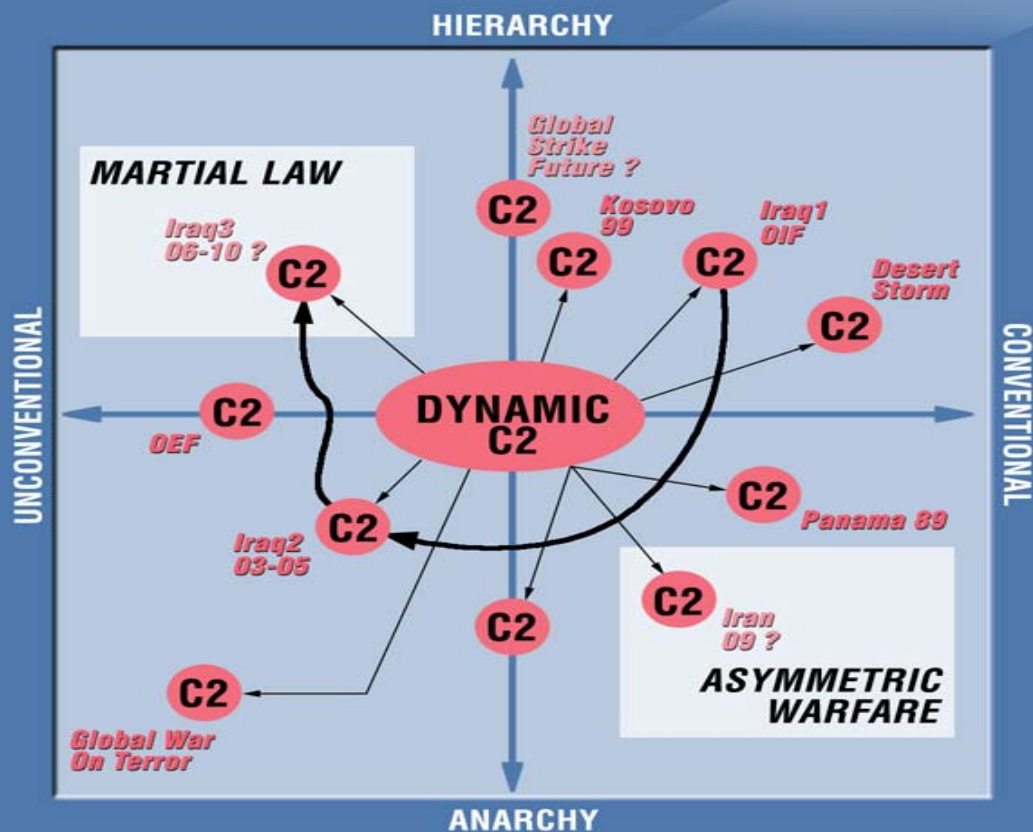 HIERARCHY
Global
Strike
Future ?
C2
MARTIAL LAW
Iraq3
06-10 ?
C2
Kosovo
99
C2
Iraq1
OIF
C2
Desert
Storm
C2
UNCONVENTIONAL
CONVENTIONAL
C2
OEF
DYNAMIC
C2
C2
Iraq2
03-05
C2
Panama 89
C2
C2
Iran
09 ?
ASYMMETRIC
WARFARE
C2
Global War
On Terror
ANARCHY